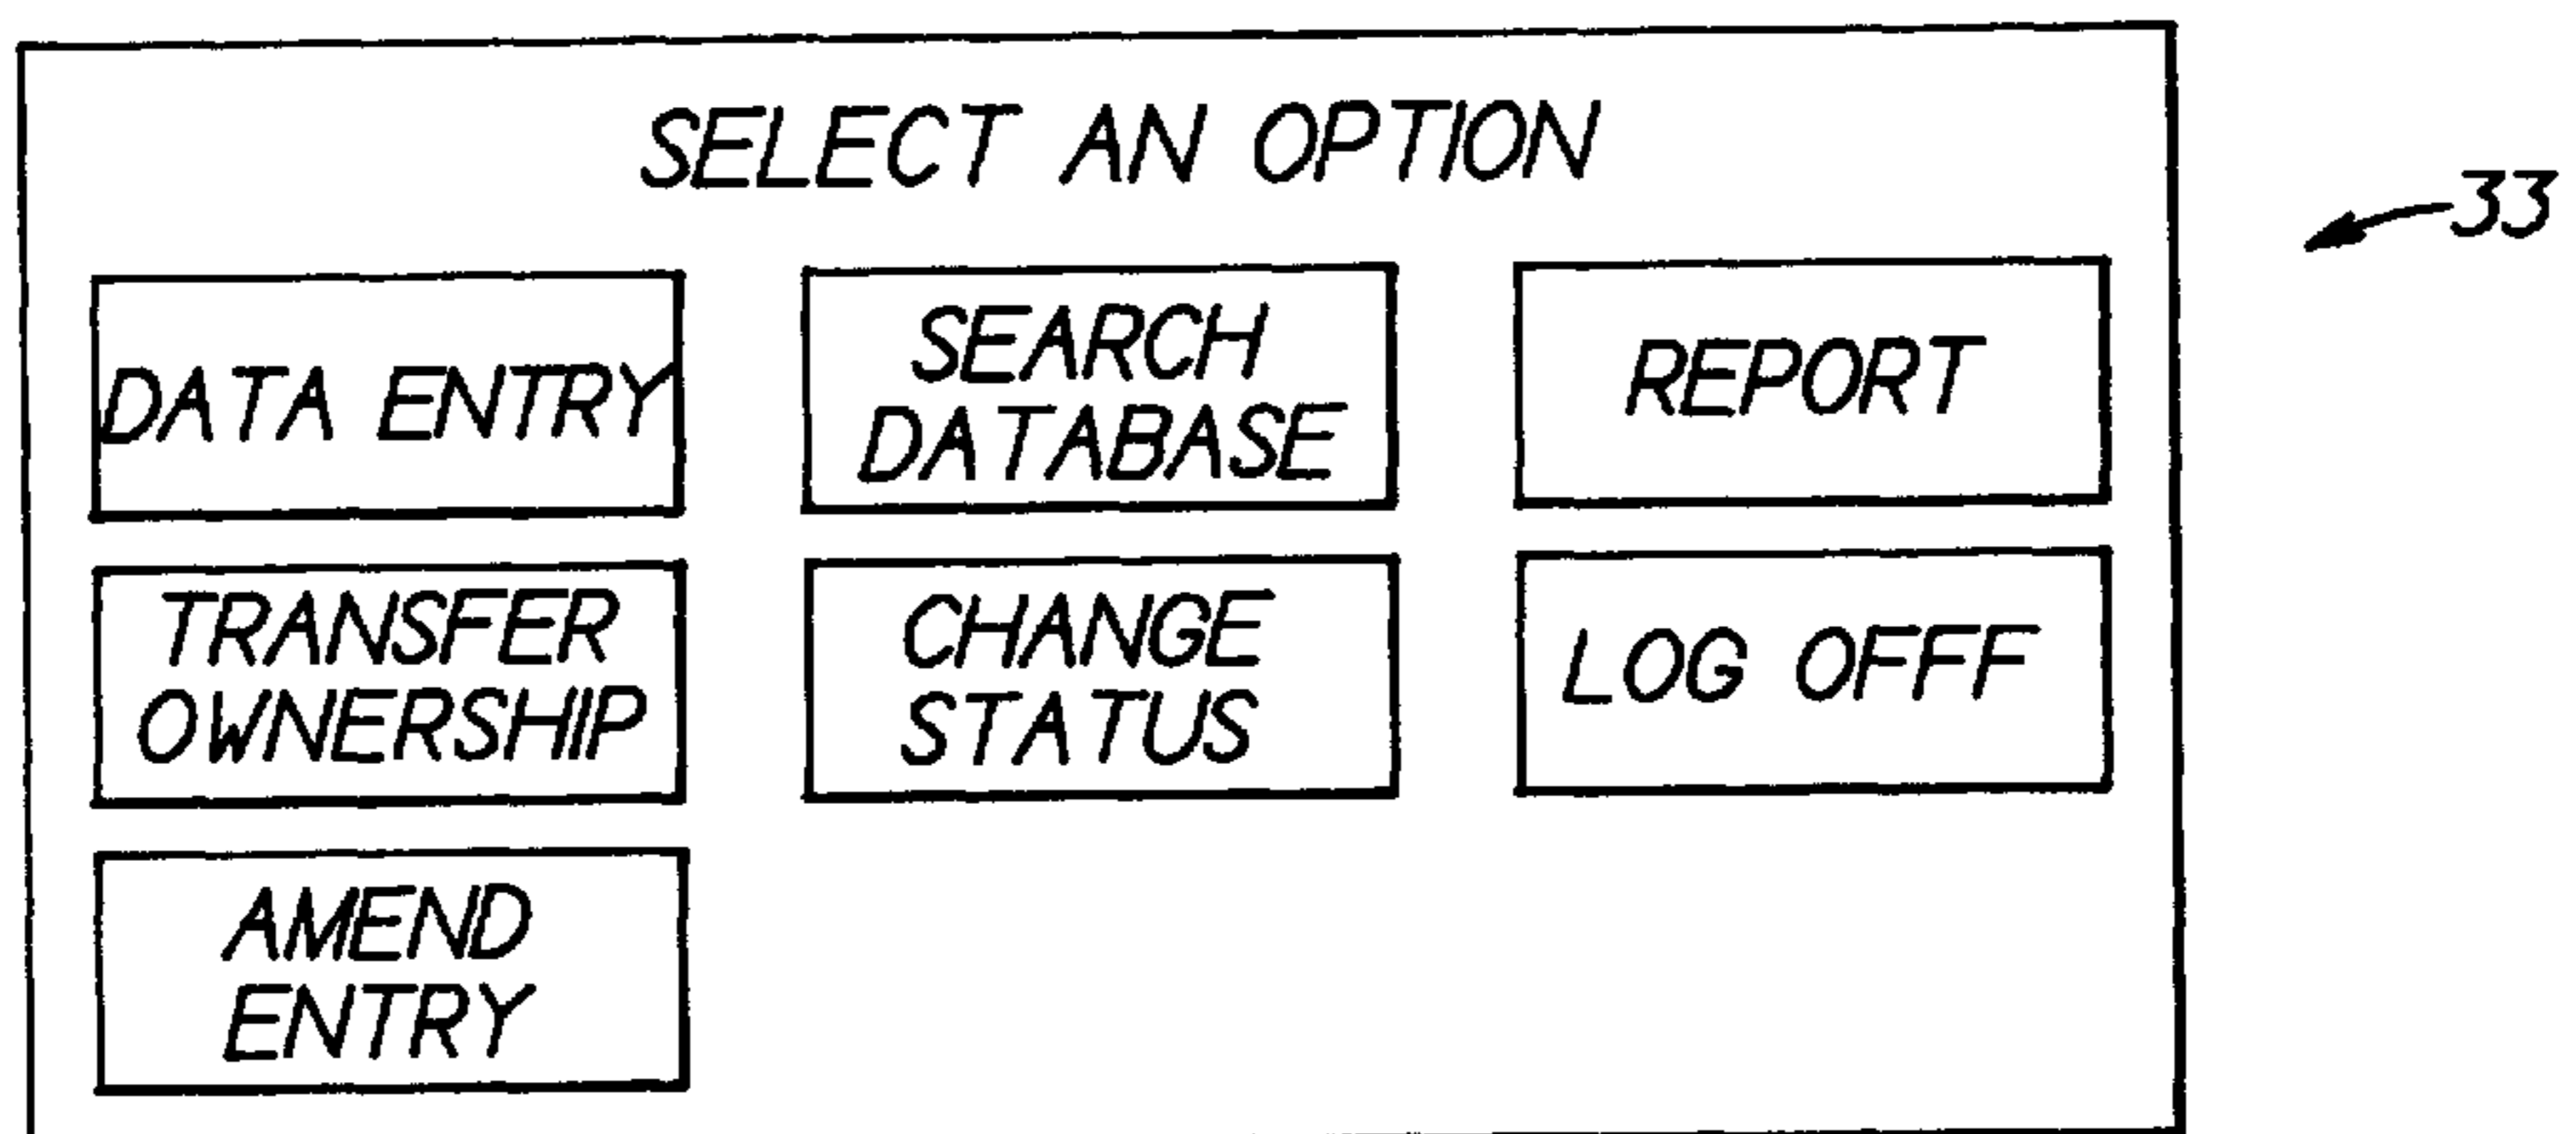 SELECT AN OPTION
33
DATA ENTRY
SEARCH
DATABASE
REPORT
TRANSFER
OWNERSHIP
CHANGE
STATUS
LOG OFFF
AMEND
ENTRY